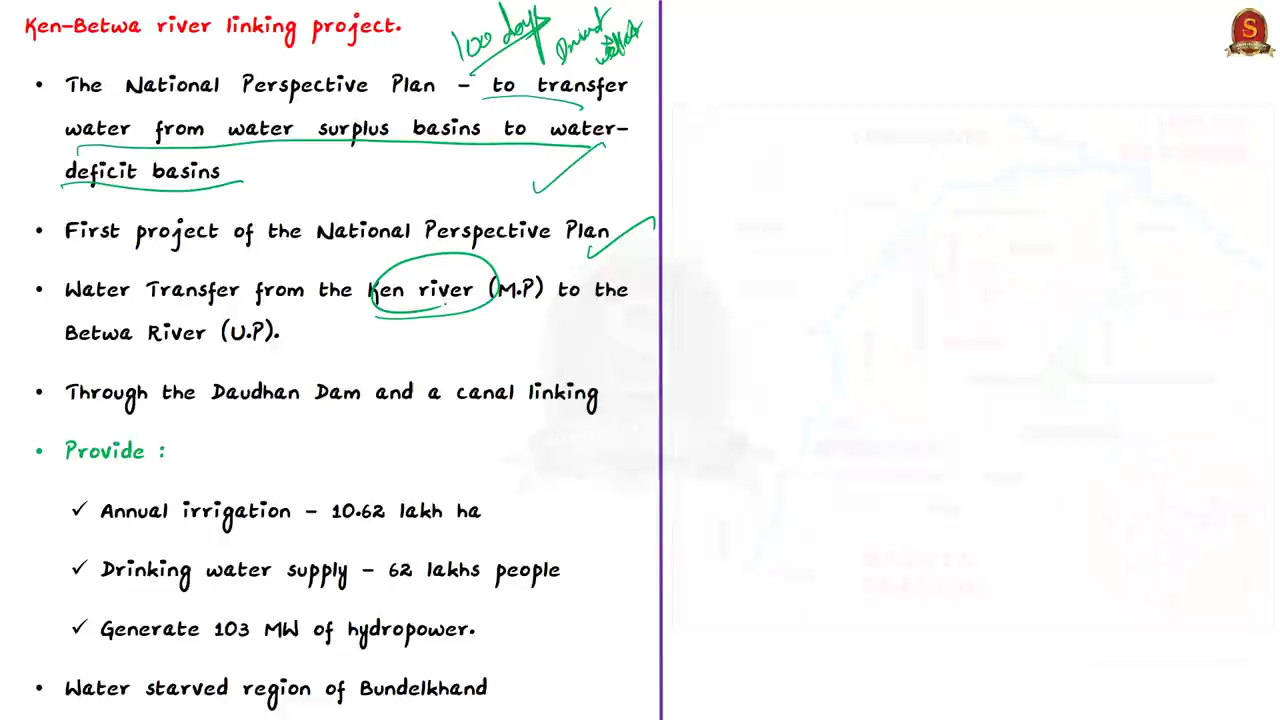 Ken-Betwa river linking project.
100 days
• The National Perspective Plan – to transfer
water from water surplus basins to water-
deficit basins
• First project of the National Perspective Plan
• Water Transfer from the Ken river (M.P) to the
Betwa River (U.P).
• Through the Daudhan Dam and a canal linking
• Provide :
✓ Annual irrigation – 10.62 lakh ha
✓ Drinking water supply – 62 lakhs people
✓ Generate 103 MW of hydropower.
• Water starved region of Bundelkhand
S